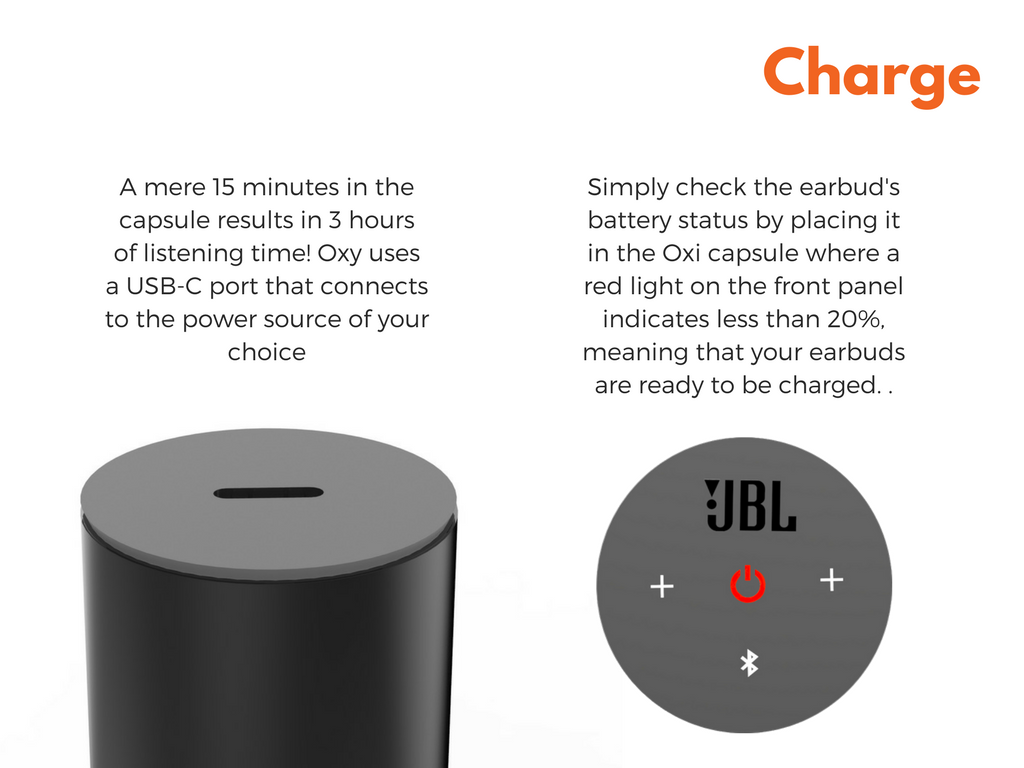 Charge
A mere 15 minutes in the
capsule results in 3 hours
of listening time! Oxy uses
a USB-C port that connects
to the power source of your
choice
Simply check the earbud's
battery status by placing it
in the Oxi capsule where a
red light on the front panel
indicates less than 20%,
meaning that your earbuds
are ready to be charged. .
JBL
+ +